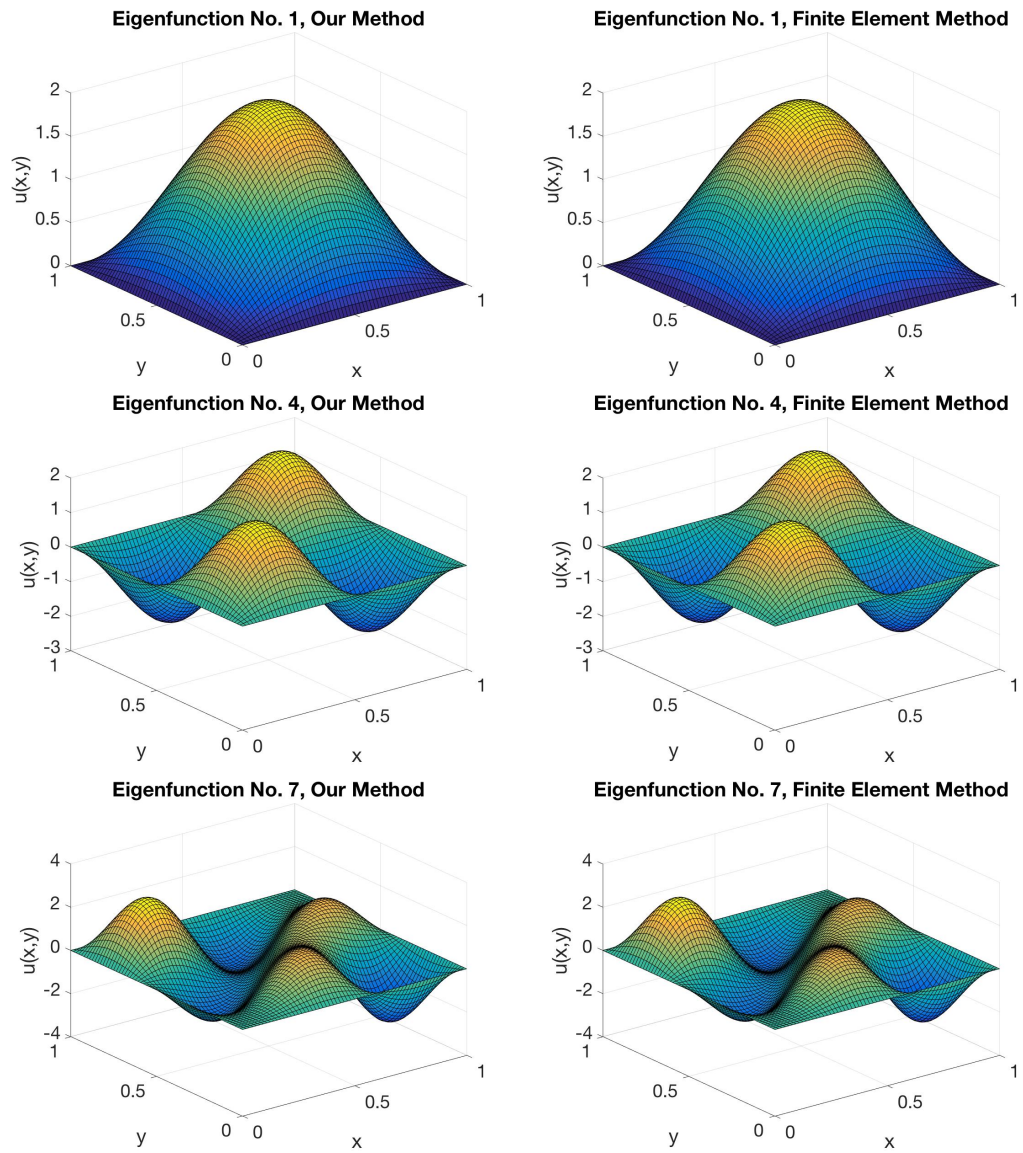 Eigenfunction No. 1, Our Method
2
1.5
1
0.5
0
u(x,y)
1
0.5
0
y
0
0.5
1
x
Eigenfunction No. 1, Finite Element Method
2
1.5
1
0.5
0
u(x,y)
1
0.5
0
y
0
0.5
1
x
Eigenfunction No. 4, Our Method
2
1
0
-1
-2
-3
u(x,y)
1
0.5
0
y
0
0.5
1
x
Eigenfunction No. 4, Finite Element Method
2
1
0
-1
-2
-3
u(x,y)
1
0.5
0
y
0
0.5
1
x
Eigenfunction No. 7, Our Method
4
2
0
-2
-4
u(x,y)
1
0.5
0
y
0
0.5
1
x
Eigenfunction No. 7, Finite Element Method
4
2
0
-2
-4
u(x,y)
1
0.5
0
y
0
0.5
1
x